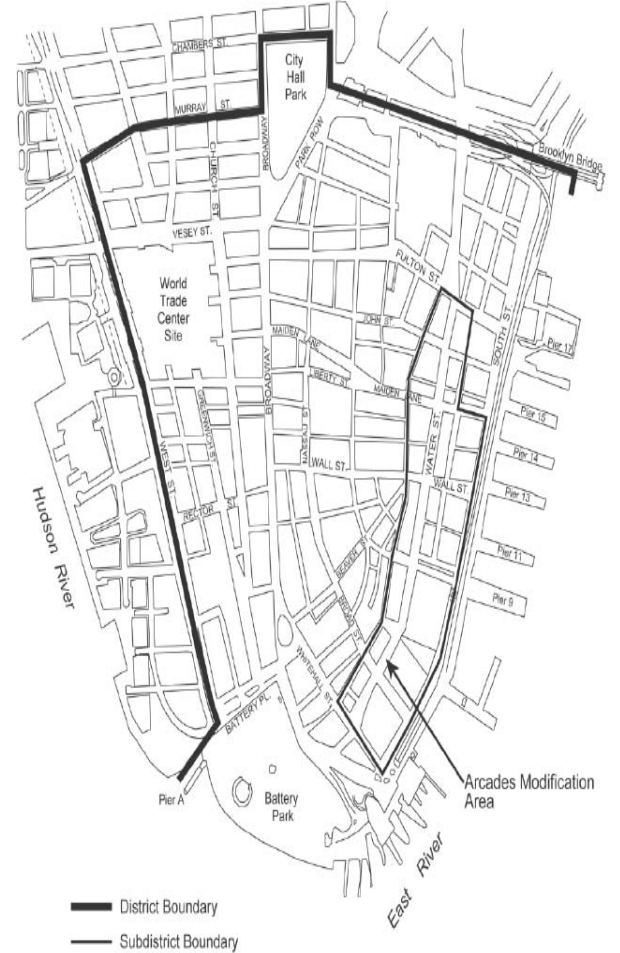 CHAMBERS ST.
City
Hall
Park
MURRAY ST.
BROADWAY
PARK ROW
CHURCH ST.
Brooklyn Bridge
VESEY ST.
FULTON ST.
World
Trade
Center
Site
JOHN ST.
SOUTH ST.
Pier 17
MAIDEN LANE
BROADWAY
LIBERTY ST.
MAIDEN LANE
GREENWICH ST.
NASSAU ST.
WATER ST.
Pier 15
WEST ST.
WALL ST.
Pier 14
WALL ST.
Pier 13
RECTOR ST.
Hudson River
BEAVER ST.
Pier 11
BROAD ST.
Pier 9
WHITEHALL ST.
BATTERY PL.
Arcades Modification
Area
Pier A
Battery
Park
East River
District Boundary
Subdistrict Boundary